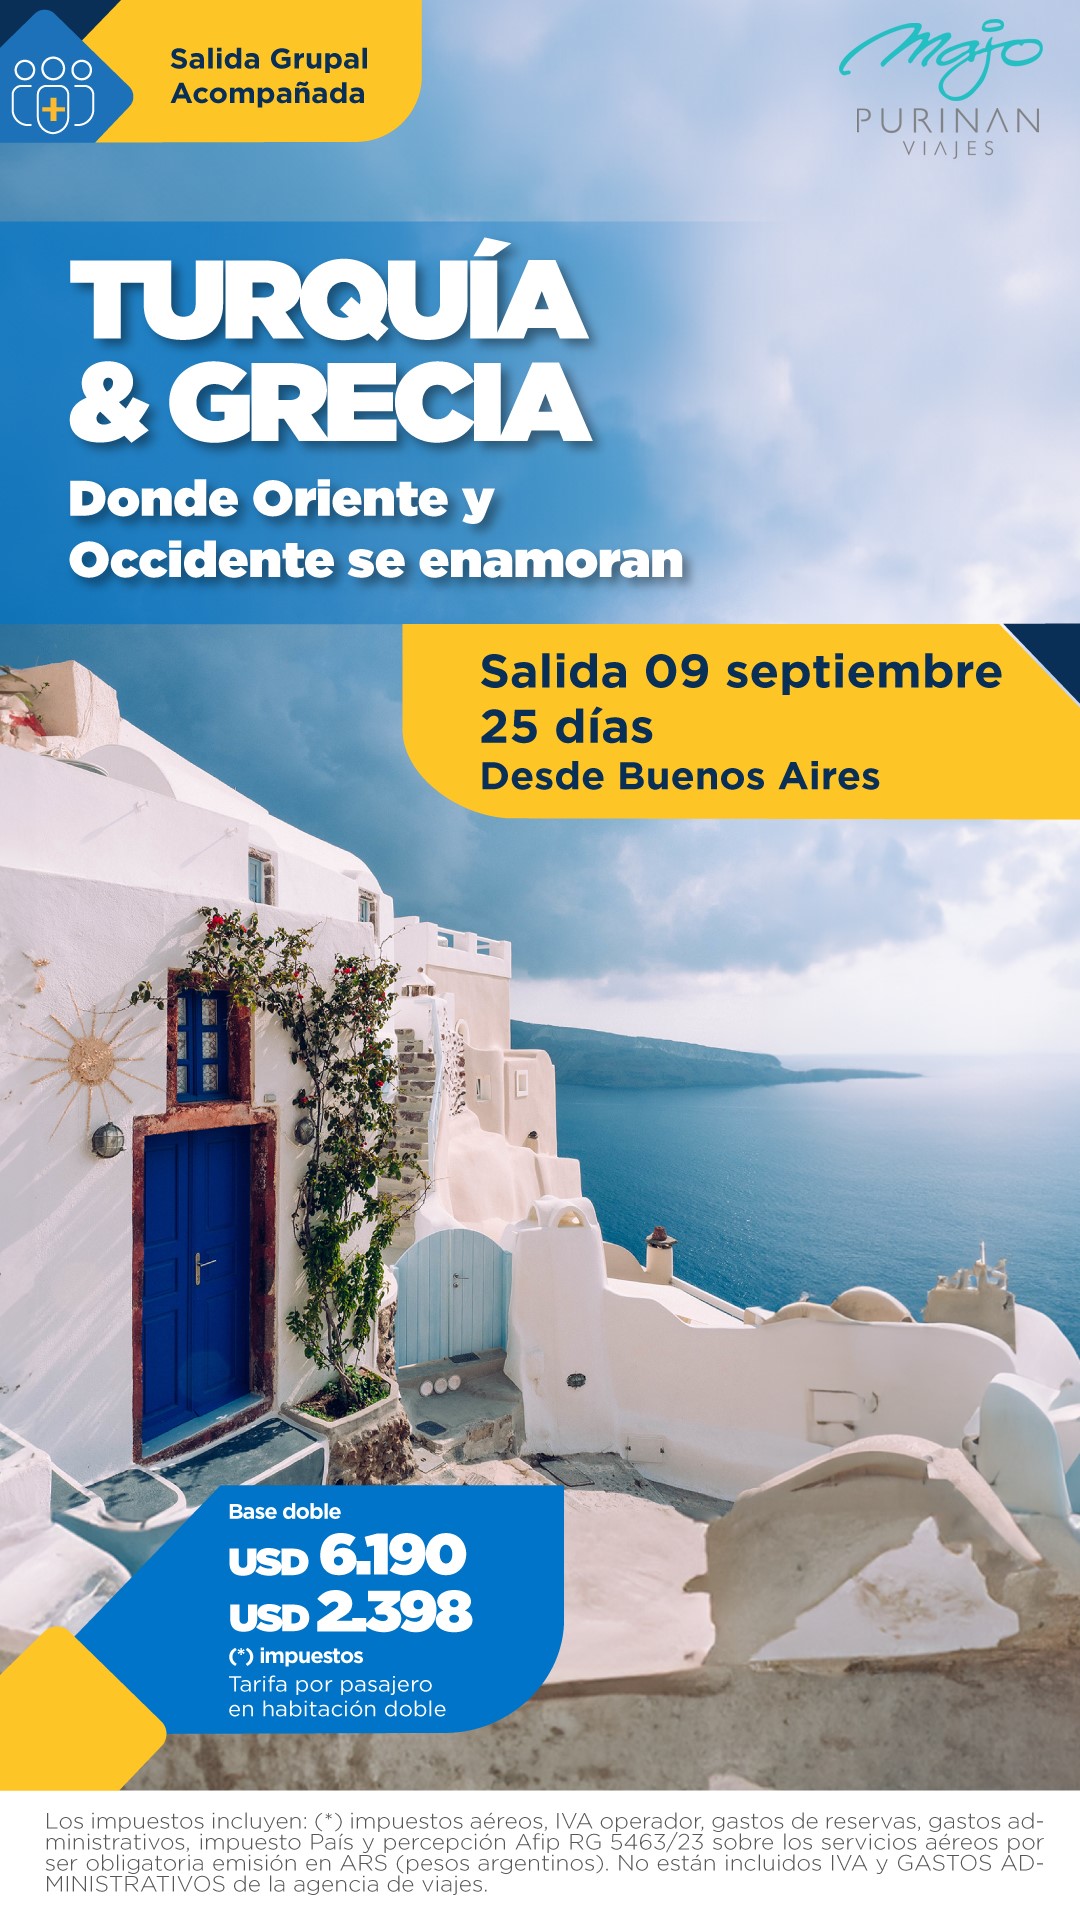 Salida Grupal
Acompañada
Majo
PURINAN
VIAJES
TURQUÍA
& GRECIA
Donde Oriente y
Occidente se enamoran
Salida 09 septiembre
25 días
Desde Buenos Aires
Base doble
USD 6.190
USD 2.398
(*) impuestos
Tarifa por pasajero
en habitación doble
Los impuestos incluyen: (*) impuestos aéreos, IVA operador, gastos de reservas, gastos ad-
ministrativos, impuesto País y percepción Afip RG 5463/23 sobre los servicios aéreos por
ser obligatoria emisión en ARS (pesos argentinos). No están incluidos IVA y GASTOS AD-
MINISTRATIVOS de la agencia de viajes.